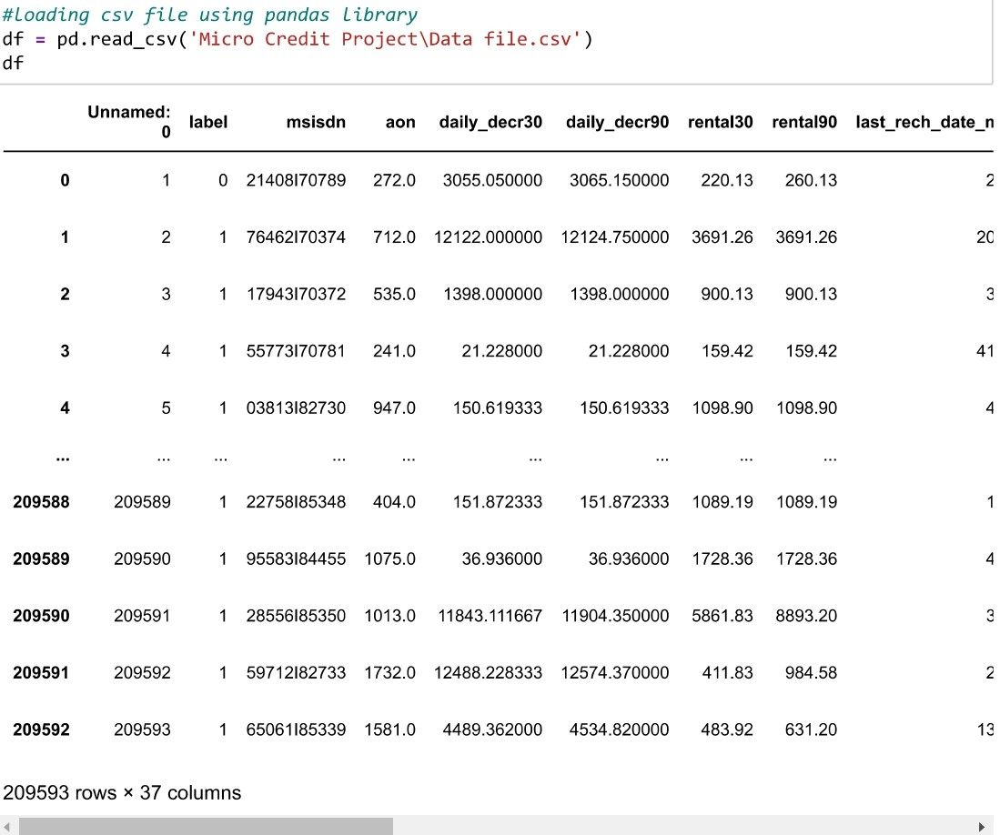 #Loading csv file using pandas library
df = pd.read_csv('Micro Credit Project\Data file.csv')
df
Unnamed: 0 label msisdn aon daily_decr30 daily_decr90 rental30 rental90 last_rech_date_
0 1 0 21408I70789 272.0 3055.050000 3065.150000 220.13 260.13 2
1 2 1 76462I70374 712.0 12122.000000 12124.750000 3691.26 3691.26 20
2 3 1 17943I70372 535.0 1398.000000 1398.000000 900.13 900.13 3
3 4 1 55773I70781 241.0 21.228000 21.228000 159.42 159.42 41
4 5 1 03813I82730 947.0 150.619333 150.619333 1098.90 1098.90 4
... ... ... ... ... ... ... ... ...
209588 209589 1 22758I85348 404.0 151.872333 151.872333 1089.19 1089.19 1
209589 209590 1 95583I84455 1075.0 36.936000 36.936000 1728.36 1728.36 4
209590 209591 1 28556I85350 1013.0 11843.111667 11904.350000 5861.83 8893.20 3
209591 209592 1 59712I82733 1732.0 12488.228333 12574.370000 411.83 984.58 2
209592 209593 1 65061I85339 1581.0 4489.362000 4534.820000 483.92 631.20 13
209593 rows × 37 columns